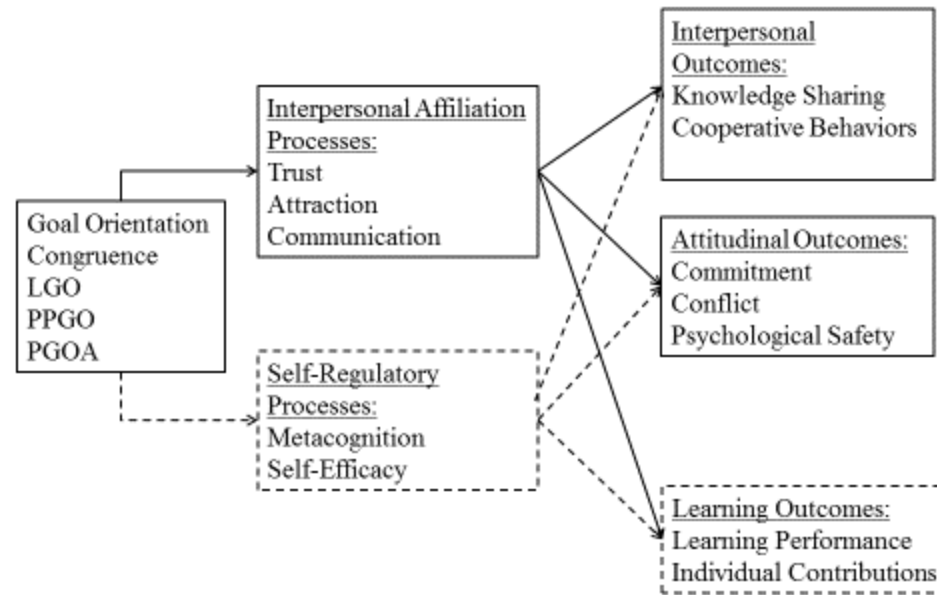 Goal Orientation
Congruence
LGO
PPGO
PGOA
Interpersonal Affiliation
Processes:
Trust
Attraction
Communication
Self-Regulatory
Processes:
Metacognition
Self-Efficacy
Interpersonal
Outcomes:
Knowledge Sharing
Cooperative Behaviors
Attitudinal Outcomes:
Commitment
Conflict
Psychological Safety
Learning Outcomes:
Learning Performance
Individual Contributions